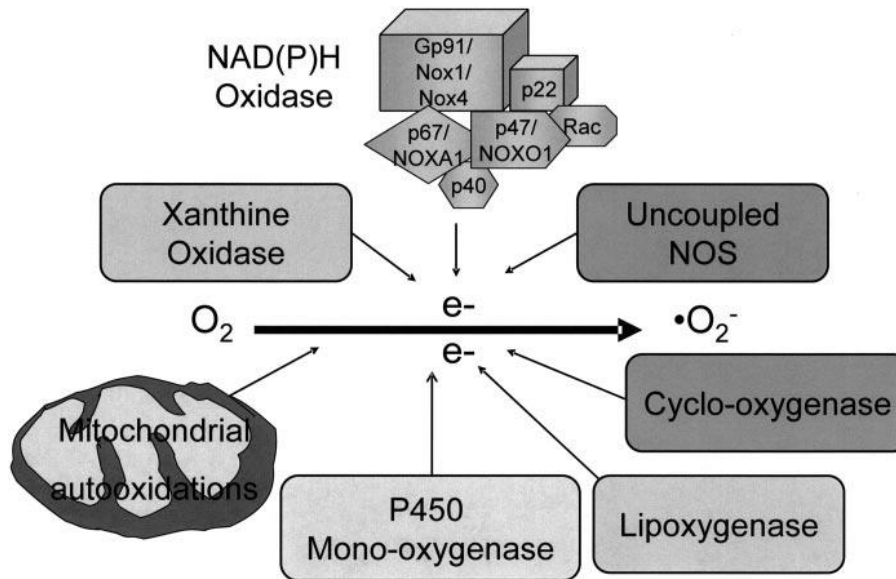 NAD(P)H
Oxidase
Gp91/
Nox1/
Nox4
p22
p67/
NOXA1
p47/
NOXO1
Rac
p40
Xanthine
Oxidase
Uncoupled
NOS
e-
O₂
•O₂⁻
e-
Mitochondrial
autooxidations
Cyclo-oxygenase
P450
Mono-oxygenase
Lipoxygenase